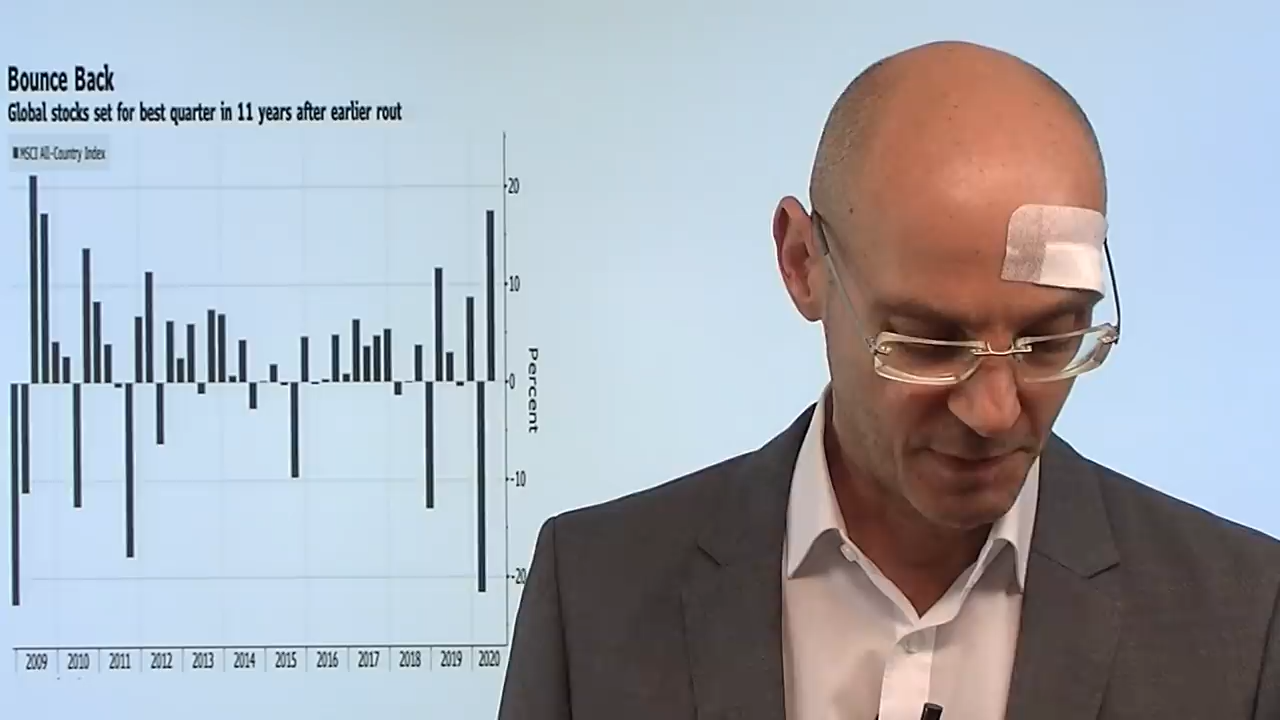 Bounce Back
Global stocks set for best quarter in 11 years after earlier rout
MSCI All-Country Index
20
10
0
-10
-20
Percent
2009 2010 2011 2012 2013 2014 2015 2016 2017 2018 2019 2020